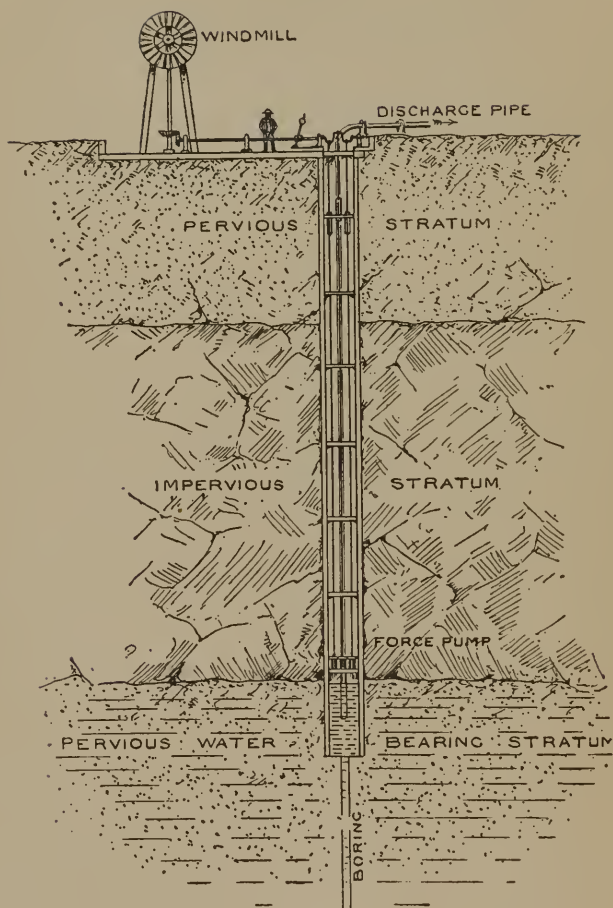 WINDMILL
DISCHARGE PIPE
PERVIOUS STRATUM
IMPERVIOUS STRATUM
FORCE PUMP
PERVIOUS WATER BEARING STRATUM
BORING